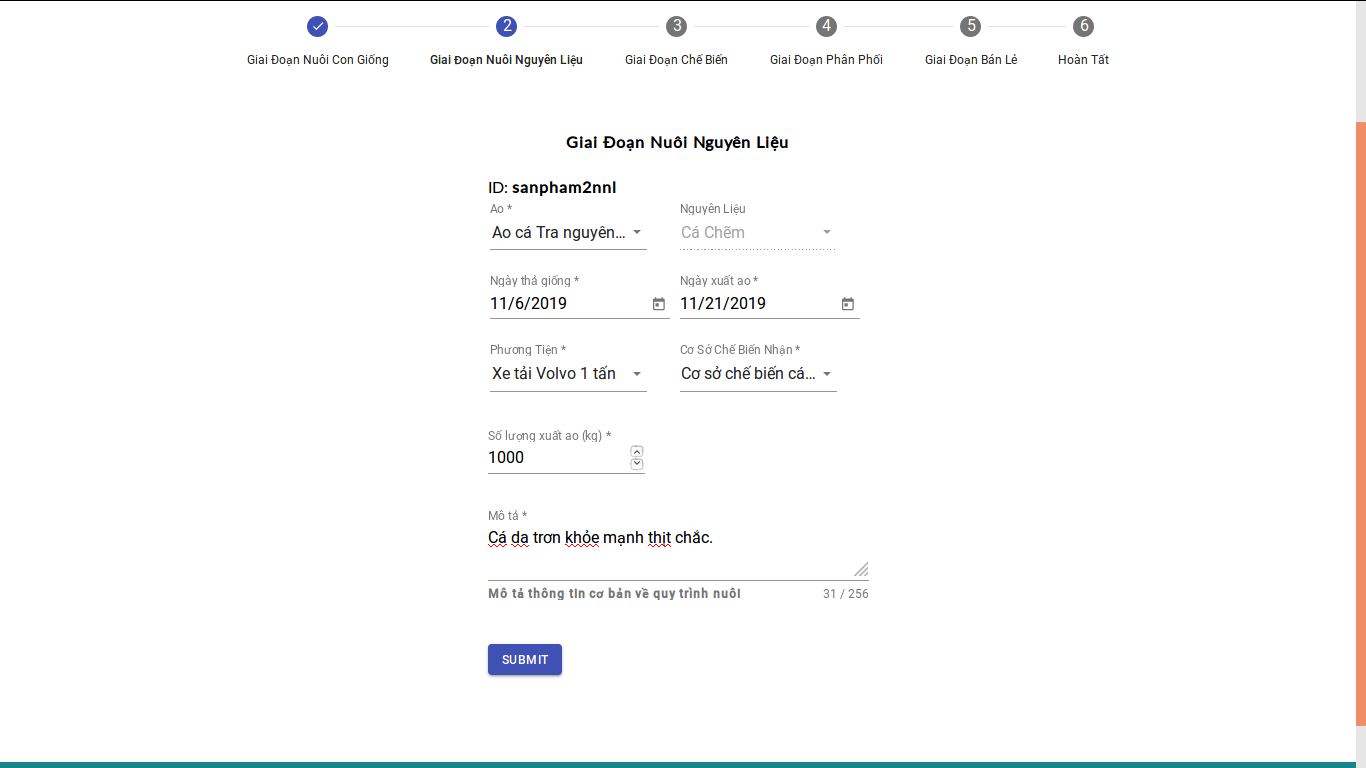 2 3 4 5 6
Giai Đoạn Nuôi Con Giống Giai Đoạn Nuôi Nguyên Liệu Giai Đoạn Chế Biến Giai Đoạn Phân Phối Giai Đoạn Bán Lẻ Hoàn Tất
Giai Đoạn Nuôi Nguyên Liệu
ID: sanpham2nnl
Ao * Nguyên Liệu
Ao cá Tra nguyên... Cá Chẽm
Ngày thả giống * Ngày xuất ao *
11/6/2019 11/21/2019
Phương Tiện * Cơ Sở Chế Biến Nhận *
Xe tải Volvo 1 tấn Cơ sở chế biến cá...
Số lượng xuất ao (kg) *
1000
Mô tả *
Cá da trơn khỏe mạnh thịt chắc.
Mô tả thông tin cơ bản về quy trình nuôi 31 / 256
SUBMIT